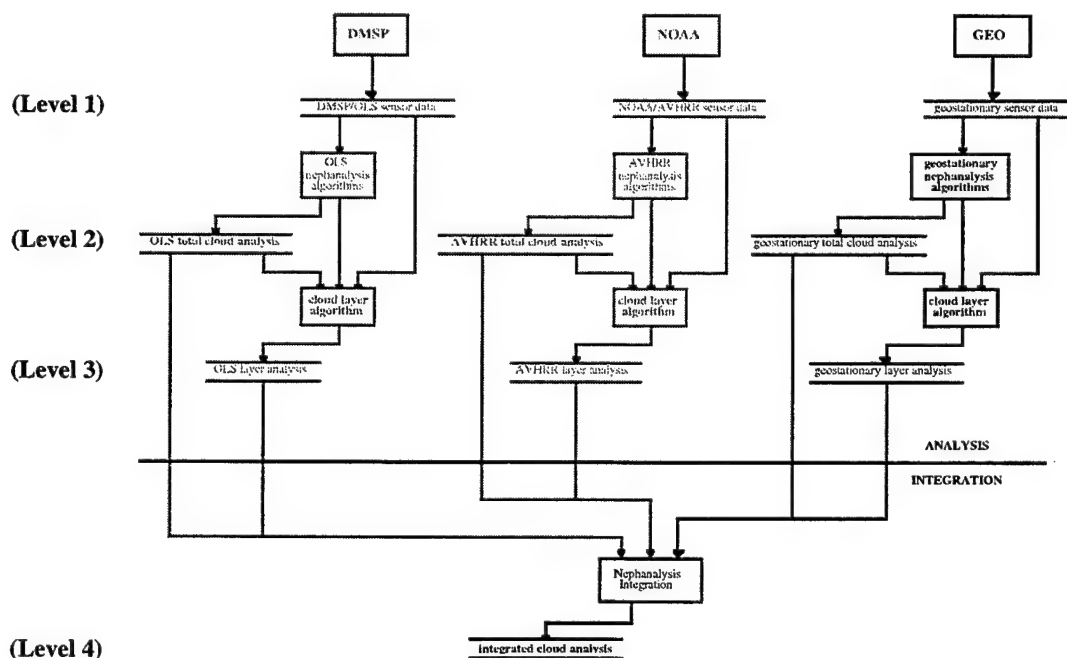 DMSP
NOAA
GEO
(Level 1)
DMSP/OLS sensor data
NOAA/AVHRR sensor data
geostationary sensor data
OLS
nephanalysis
algorithms
AVHRR
nephanalysis
algorithms
geostationary
nephanalysis
algorithms
(Level 2)
OLS total cloud analysis
AVHRR total cloud analysis
geostationary total cloud analysis
cloud layer
algorithm
cloud layer
algorithm
cloud layer
algorithm
(Level 3)
OLS layer analysis
AVHRR layer analysis
geostationary layer analysis
ANALYSIS
INTEGRATION
Nephanalysis
Integration
(Level 4)
integrated cloud analysis